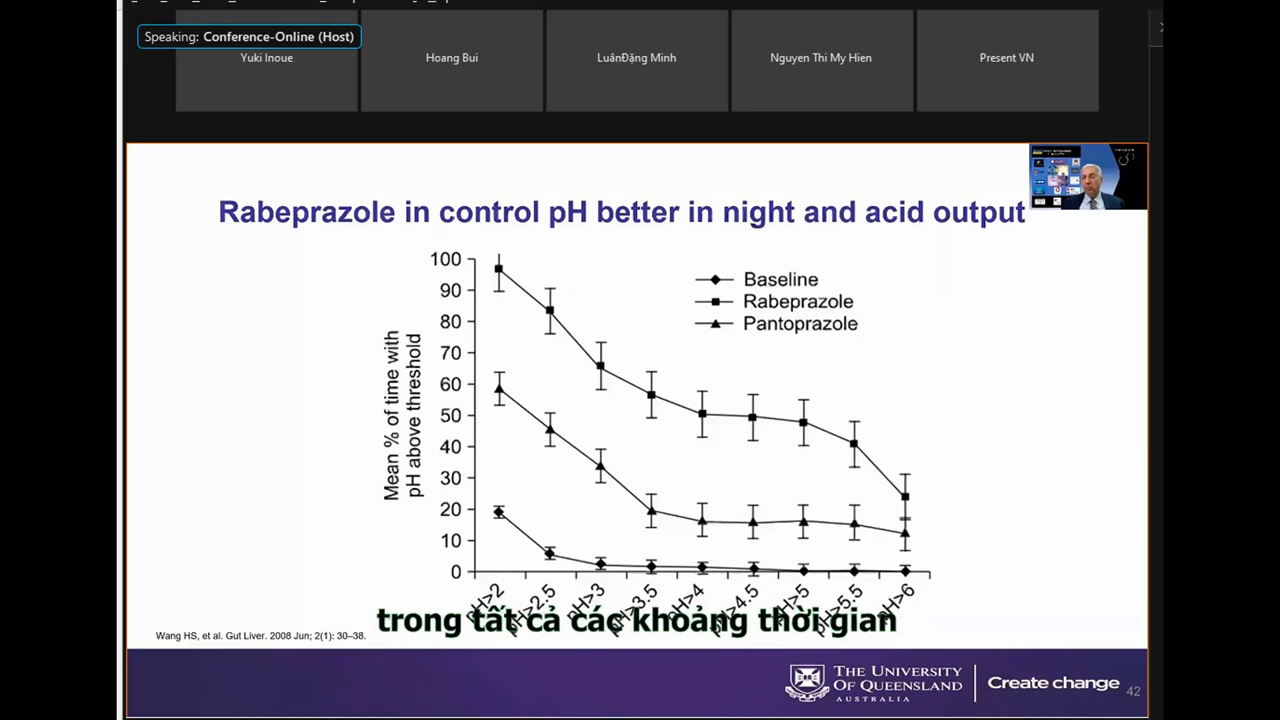 Speaking: Conference-Online (Host)
Yuki Inoue
Hoang Bui
LuânĐặng Minh
Nguyen Thi My Hien
Present VN
Rabeprazole in control pH better in night and acid output
Mean % of time with
pH above threshold
100
90
80
70
60
50
40
30
20
10
0
Baseline
Rabeprazole
Pantoprazole
pH>2
pH>2.5
pH>3
pH>3.5
pH>4
pH>4.5
pH>5
pH>5.5
pH>6
trong tất cả các khoảng thời gian
Wang HS, et al. Gut Liver. 2008 Jun; 2(1): 30–38.
THE UNIVERSITY
OF QUEENSLAND
AUSTRALIA
Create change
42